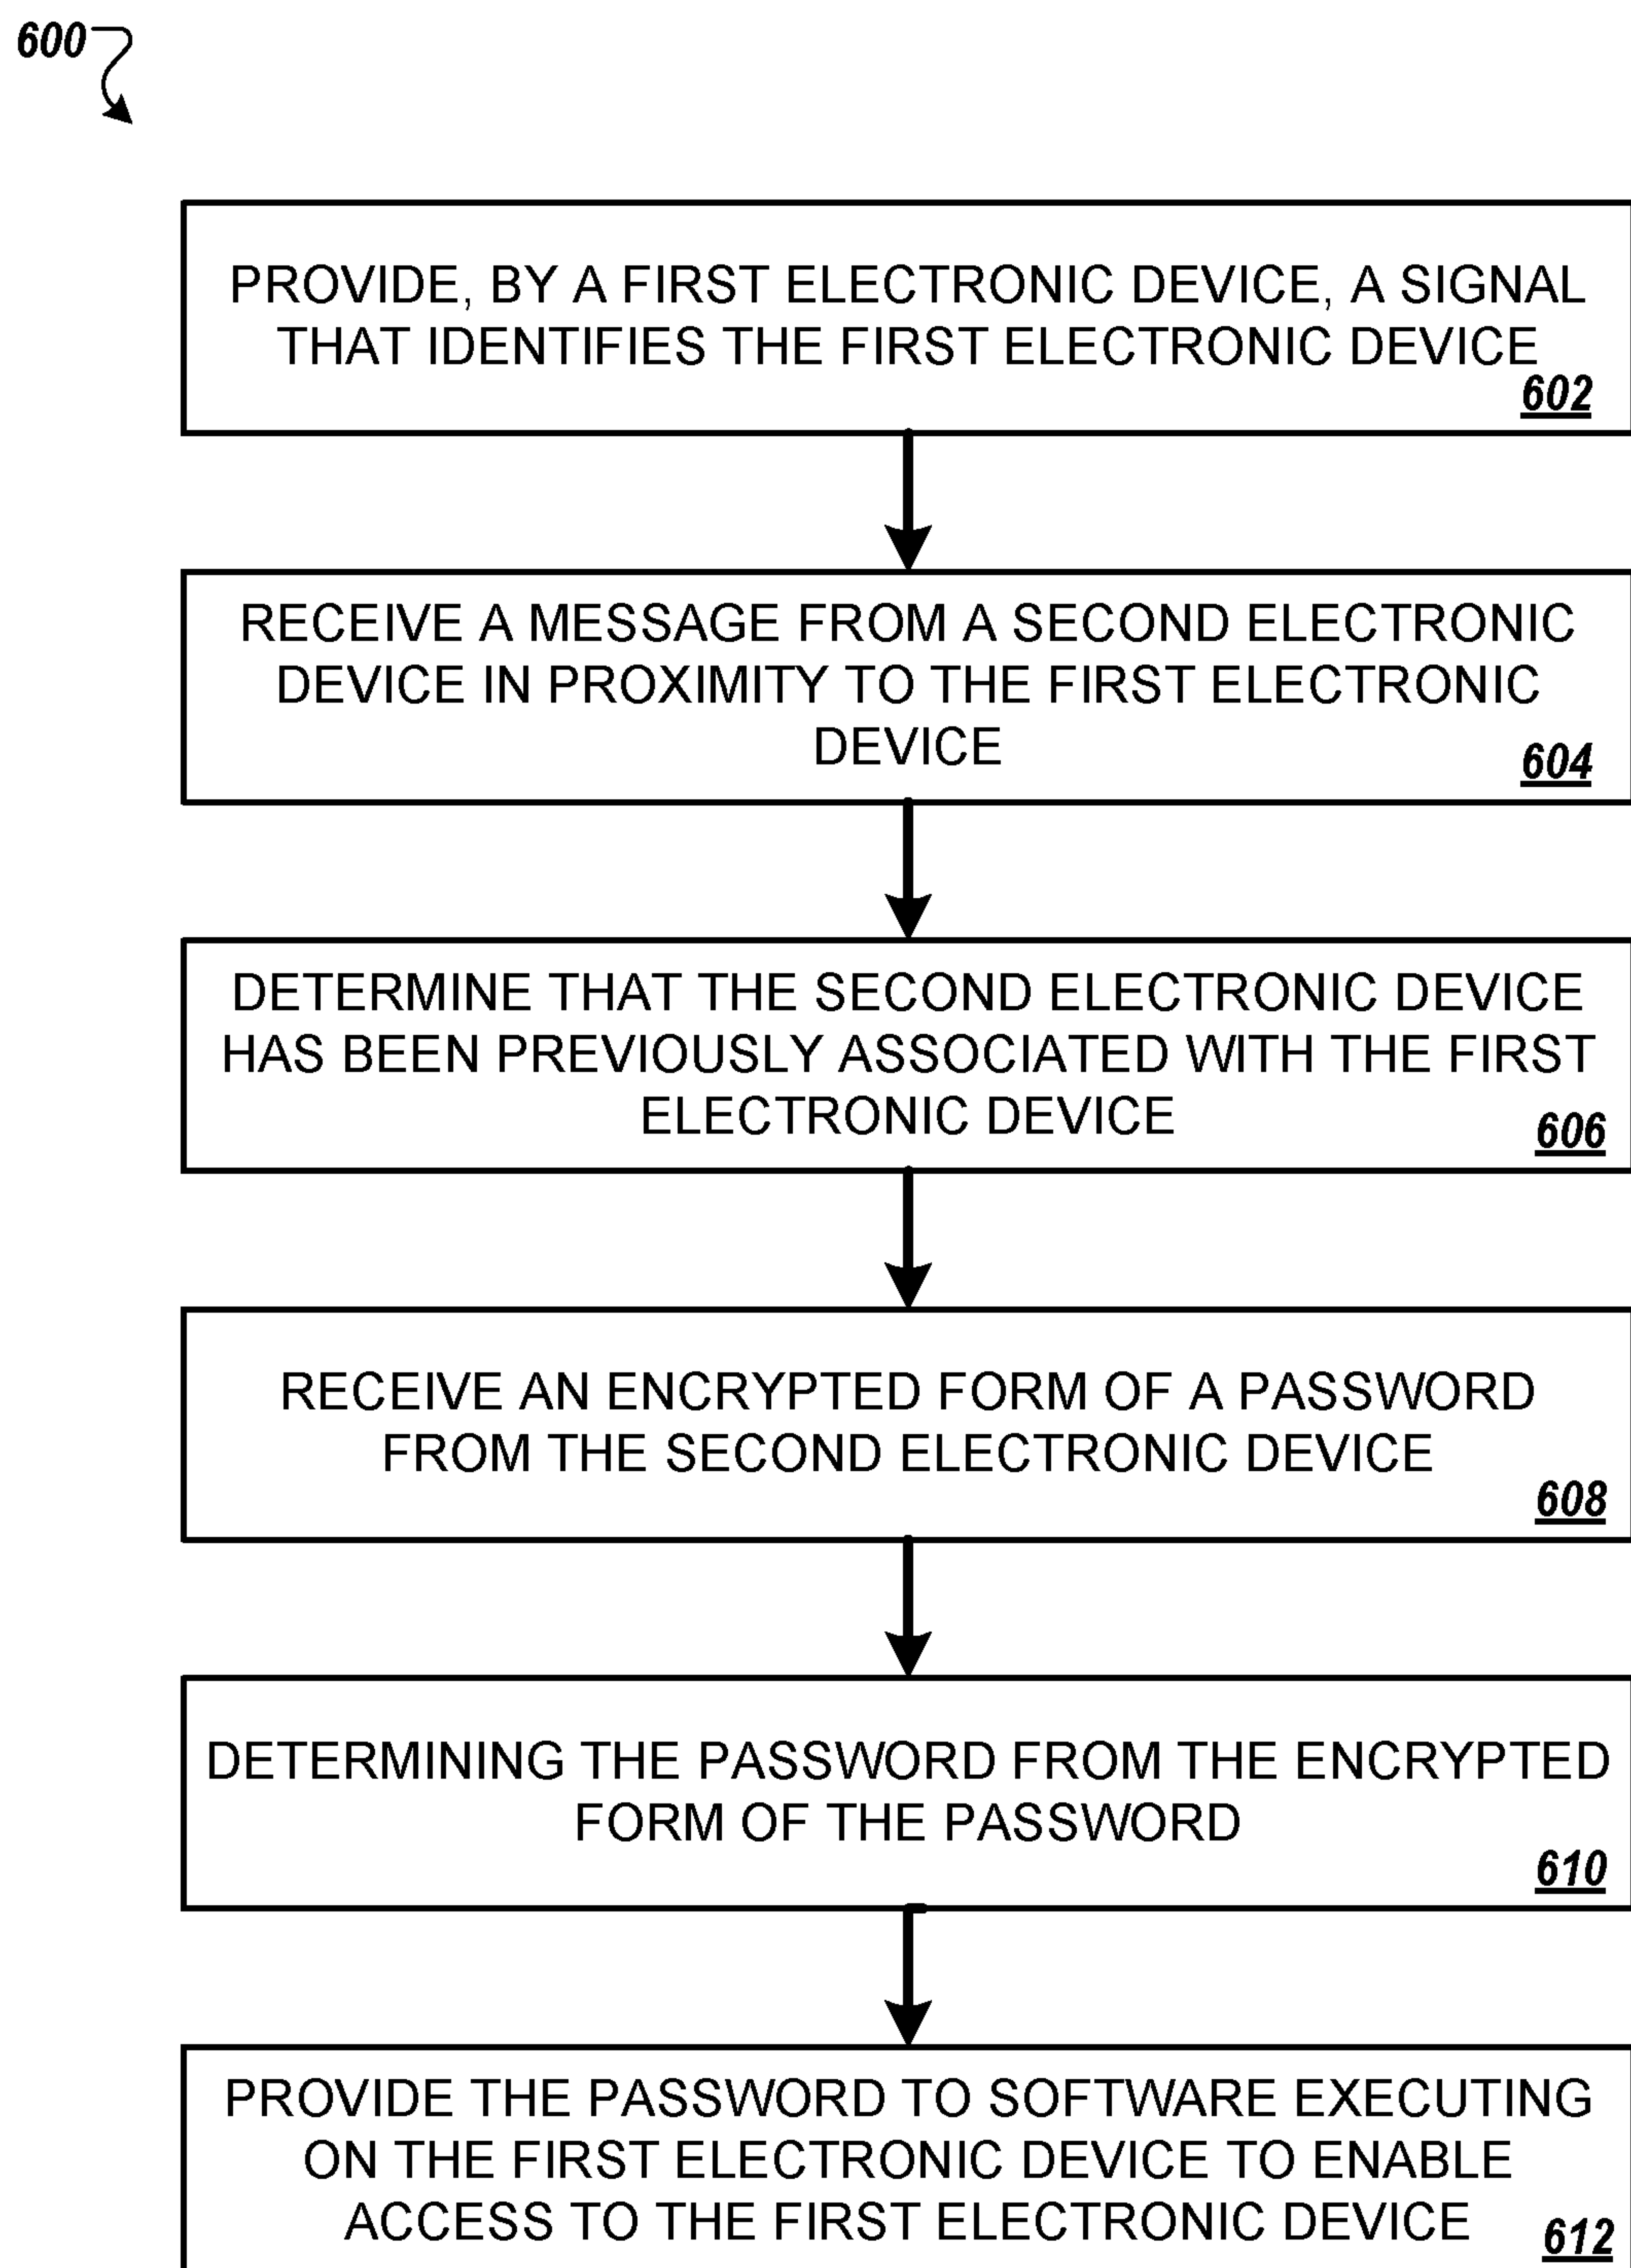 600
PROVIDE, BY A FIRST ELECTRONIC DEVICE, A SIGNAL
THAT IDENTIFIES THE FIRST ELECTRONIC DEVICE
602
RECEIVE A MESSAGE FROM A SECOND ELECTRONIC
DEVICE IN PROXIMITY TO THE FIRST ELECTRONIC
DEVICE
604
DETERMINE THAT THE SECOND ELECTRONIC DEVICE
HAS BEEN PREVIOUSLY ASSOCIATED WITH THE FIRST
ELECTRONIC DEVICE
606
RECEIVE AN ENCRYPTED FORM OF A PASSWORD
FROM THE SECOND ELECTRONIC DEVICE
608
DETERMINING THE PASSWORD FROM THE ENCRYPTED
FORM OF THE PASSWORD
610
PROVIDE THE PASSWORD TO SOFTWARE EXECUTING
ON THE FIRST ELECTRONIC DEVICE TO ENABLE
ACCESS TO THE FIRST ELECTRONIC DEVICE
612